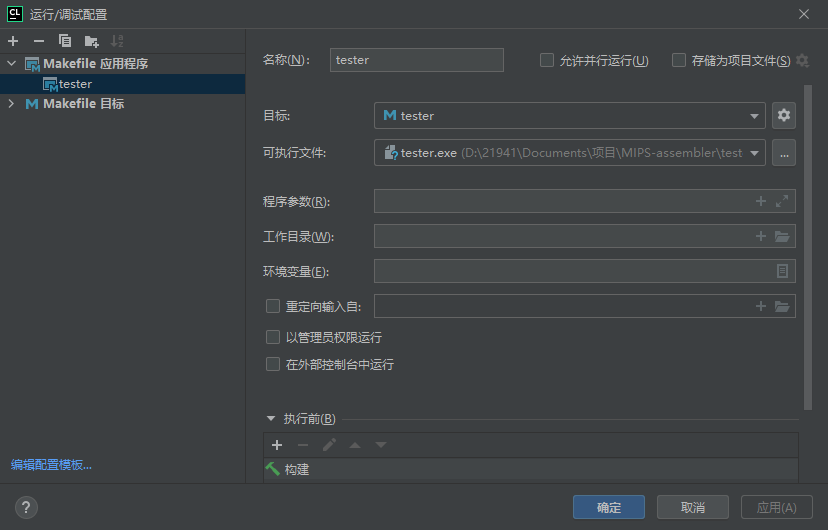 CL 运行/调试配置
Makefile 应用程序
tester
Makefile 目标
编辑配置模板...
名称(N): tester 允许并行运行(U) 存储为项目文件(S)
目标: tester
可执行文件: tester.exe (D:\21941\Documents\项目\MIPS-assembler\test ...
程序参数(R):
工作目录(W):
环境变量(E):
重定向输入自:
以管理员权限运行
在外部控制台中运行
执行前(B)
构建
? 确定 取消 应用(A)